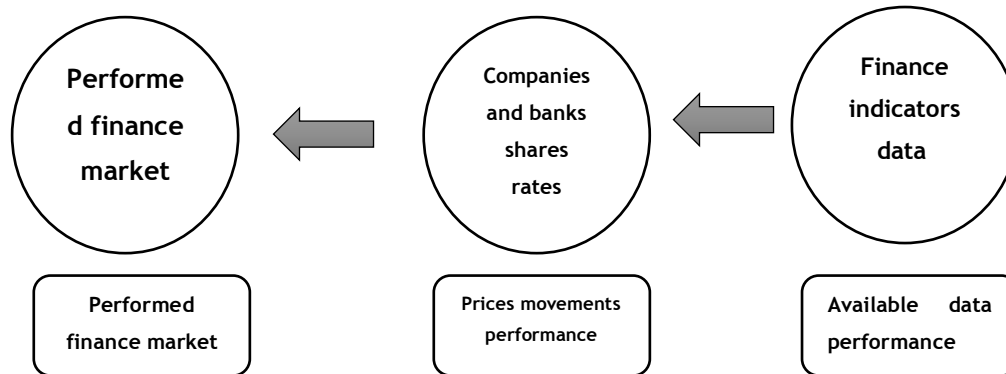 Performe
d finance
market
Companies
and banks
shares
rates
Finance
indicators
data
Performed
finance market
Prices movements
performance
Available data
performance